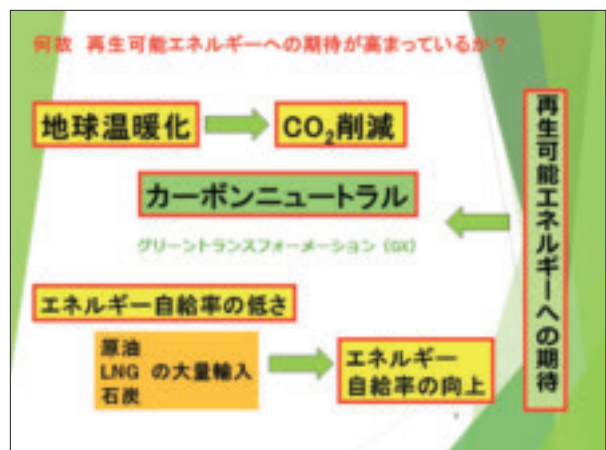 何故 再生可能エネルギーへの期待が高まっているか？
地球温暖化
CO₂削減
カーボンニュートラル
グリーントランスフォーメーション（GX）
エネルギー自給率の低さ
原油
LNG の大量輸入
石炭
エネルギー
自給率の向上
再生可能エネルギーへの期待